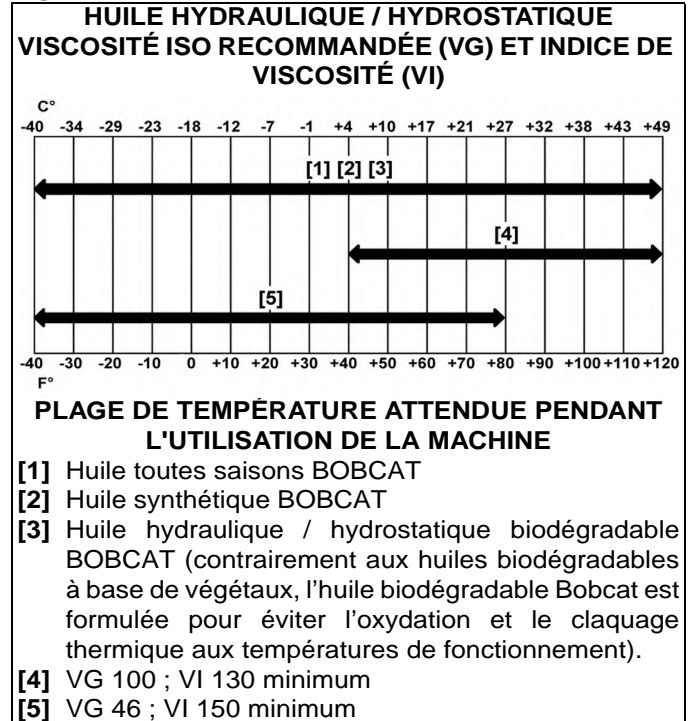 HUILE HYDRAULIQUE / HYDROSTATIQUE
VISCOSITÉ ISO RECOMMANDÉE (VG) ET INDICE DE
VISCOSITÉ (VI)
C°
-40 -34 -29 -23 -18 -12 -7 -1 +4 +10 +17 +21 +27 +32 +38 +43 +49
[1] [2] [3]
[4]
[5]
-40 -30 -20 -10 0 +10 +20 +30 +40 +50 +60 +70 +80 +90 +100 +110 +120
F°
PLAGE DE TEMPÉRATURE ATTENDUE PENDANT
L'UTILISATION DE LA MACHINE
[1] Huile toutes saisons BOBCAT
[2] Huile synthétique BOBCAT
[3] Huile hydraulique / hydrostatique biodégradable
BOBCAT (contrairement aux huiles biodégradables
à base de végétaux, l’huile biodégradable Bobcat est
formulée pour éviter l’oxydation et le claquage
thermique aux températures de fonctionnement).
[4] VG 100 ; VI 130 minimum
[5] VG 46 ; VI 150 minimum